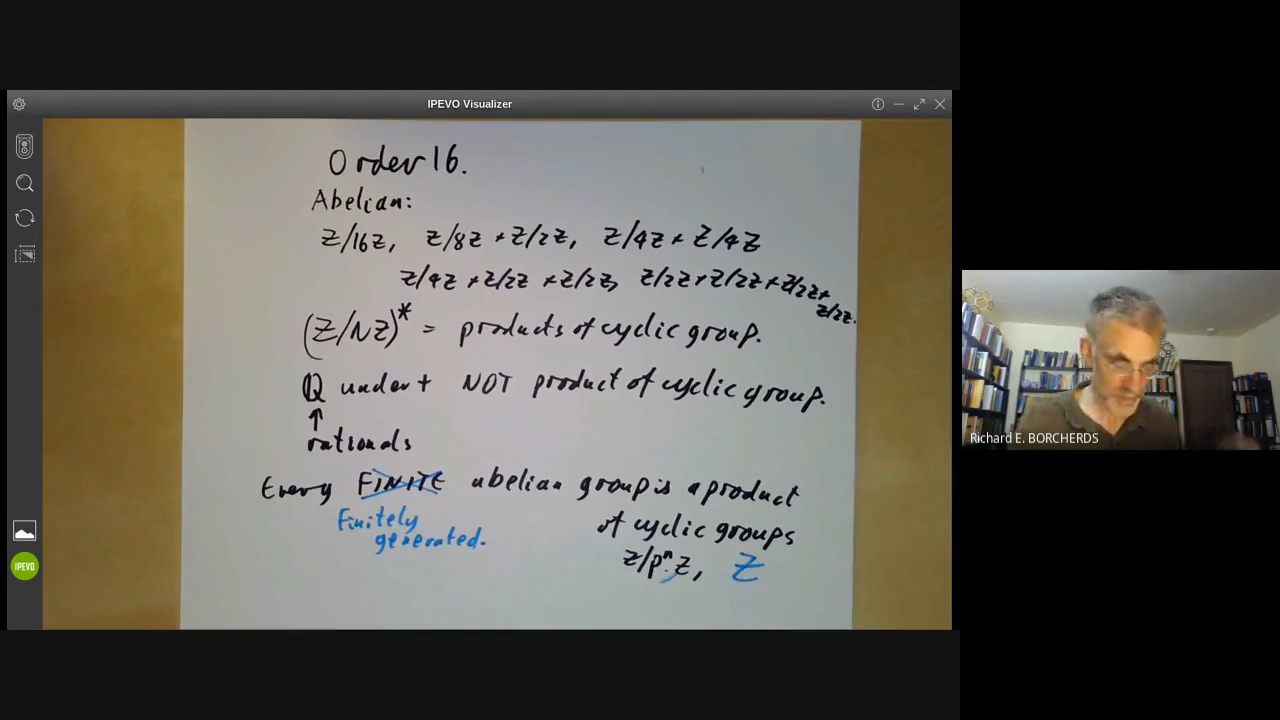 IPEVO Visualizer
Order 16.
Abelian:
Z/16Z, Z/8Z + Z/2Z, Z/4Z + Z/4Z
Z/4Z + Z/2Z + Z/2Z, Z/2Z + Z/2Z + Z/2Z +
Z/2Z.
(Z/NZ)* = products of cyclic group.
Q under + NOT product of cyclic group.
↑
rationals
Every FINITE abelian group is a product
Finitely
generated.
of cyclic groups
Z/pⁿZ, Z
IPEVO
Richard E. BORCHERDS